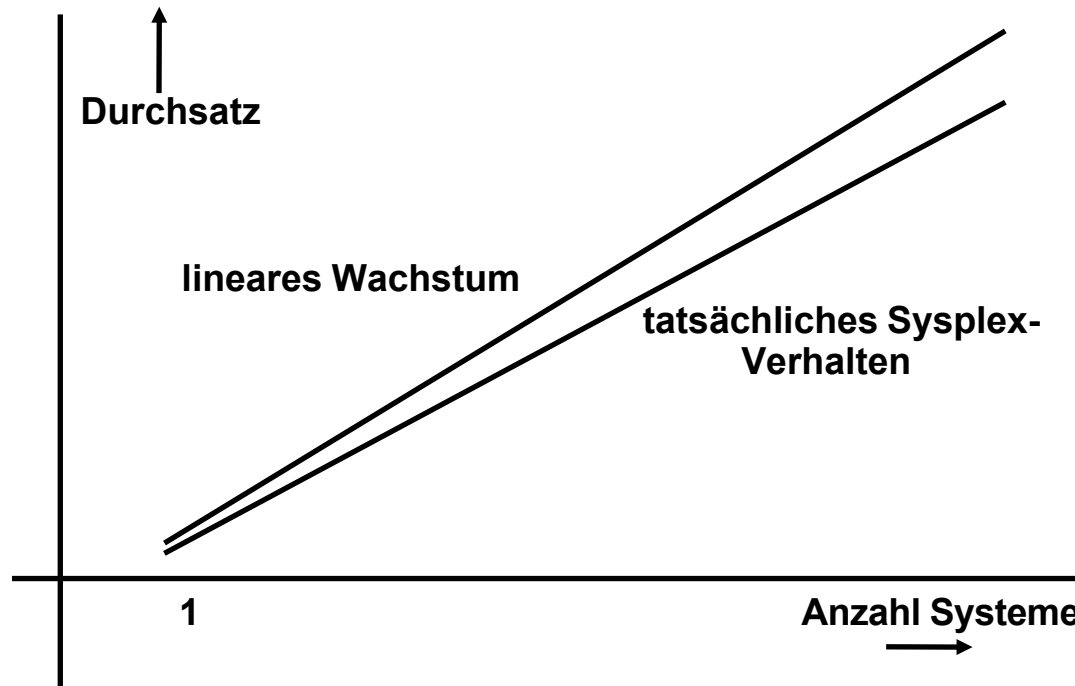 Durchsatz
lineares Wachstum
tatsächliches Sysplex-
Verhalten
1
Anzahl Systeme